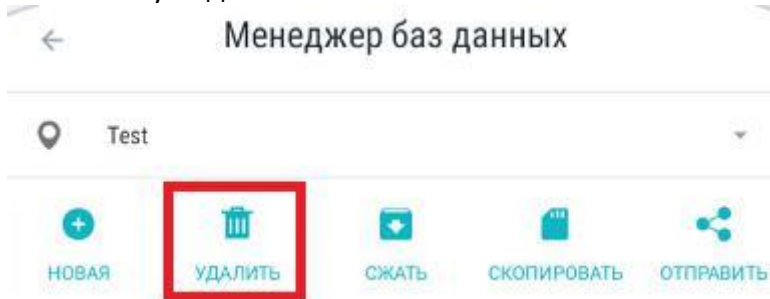 Менеджер баз данных
Test
НОВАЯ УДАЛИТЬ СЖАТЬ СКОПИРОВАТЬ ОТПРАВИТЬ